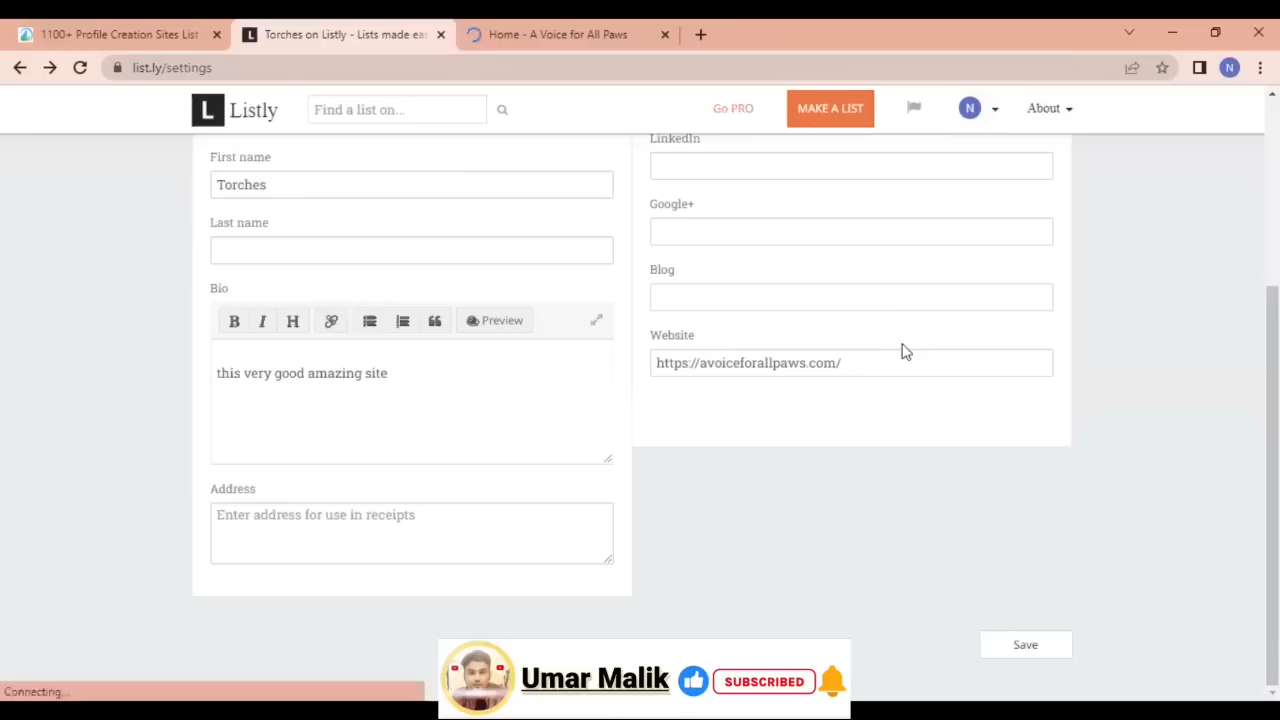 1100+ Profile Creation Sites List
Torches on Listly - Lists made ea
Home - A Voice for All Paws
list.ly/settings
N
L Listly
Find a list on...
Go PRO
MAKE A LIST
N
About
First name
Torches
Last name
Bio
B I H
Preview
this very good amazing site
Address
Enter address for use in receipts
LinkedIn
Google+
Blog
Website
https://avoiceforallpaws.com/
Save
Umar Malik
SUBSCRIBED
Connecting...